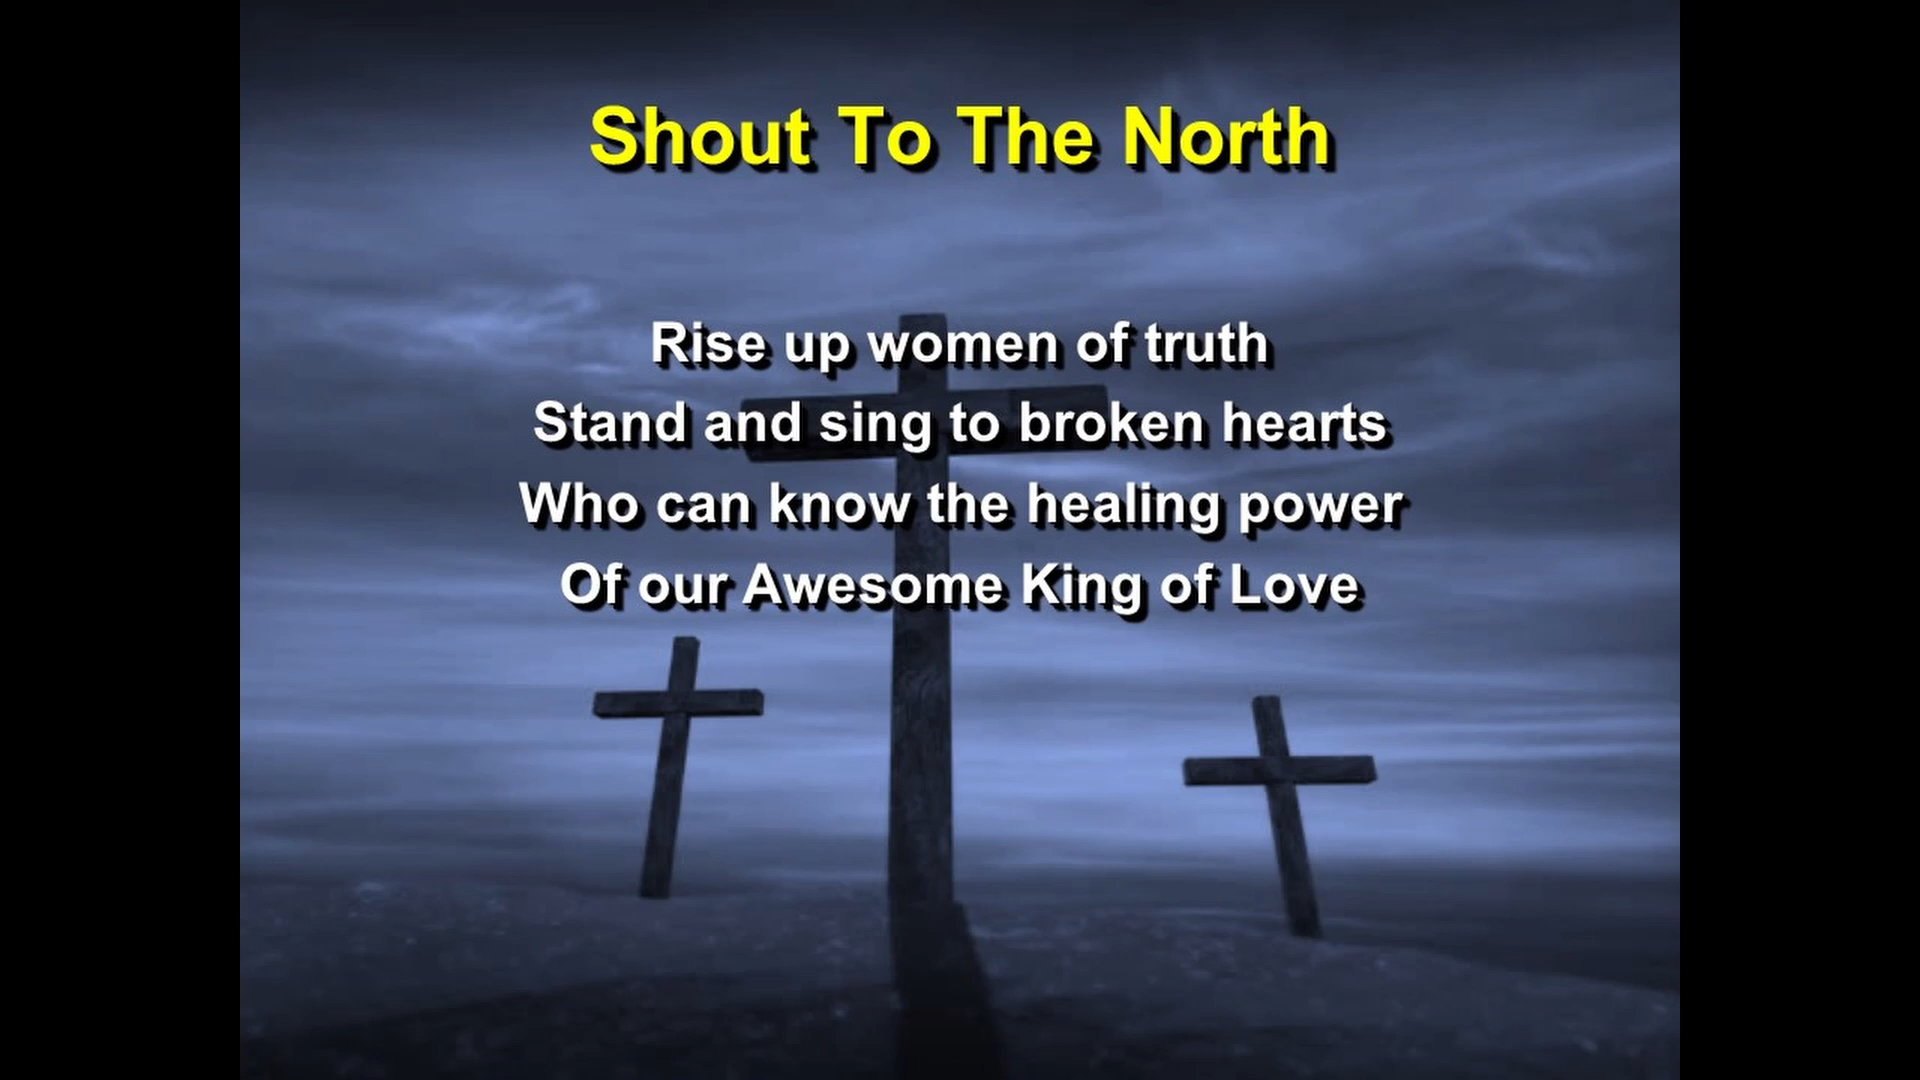 Shout To The North
Rise up women of truth
Stand and sing to broken hearts
Who can know the healing power
Of our Awesome King of Love